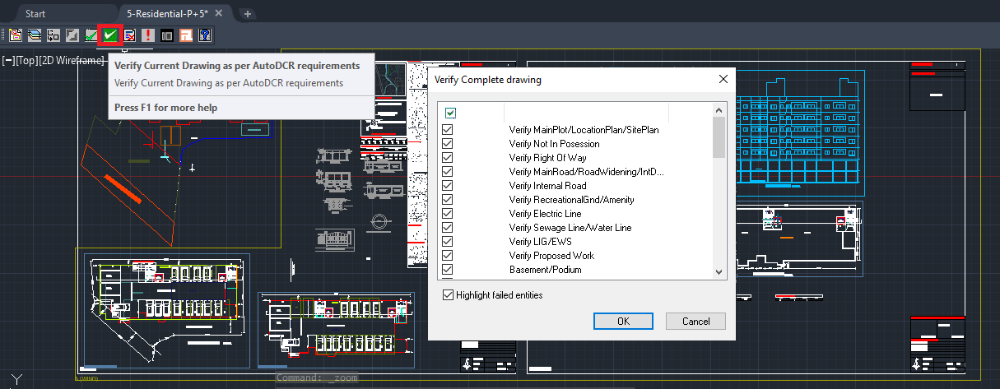 Start
5-Residential-P+5*
[−][Top][2D Wireframe]
Verify Current Drawing as per AutoDCR requirements
Verify Current Drawing as per AutoDCR requirements
Press F1 for more help
Verify Complete drawing
Verify MainPlot/LocationPlan/SitePlan
Verify Not In Posession
Verify Right Of Way
Verify MainRoad/RoadWidening/IntD...
Verify Internal Road
Verify RecreationalGnd/Amenity
Verify Electric Line
Verify Sewage Line/Water Line
Verify LIG/EWS
Verify Proposed Work
Basement/Podium
Highlight failed entities
OK
Cancel
A (WING)
Command: _zoom
Y